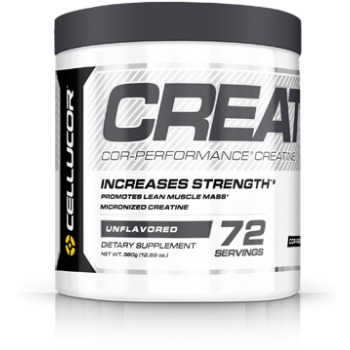 CELLUCOR
CREAT
COR-PERFORMANCE® CREATINE
INCREASES STRENGTH*‡
PROMOTES LEAN MUSCLE MASS*
MICRONIZED CREATINE
UNFLAVORED
DIETARY SUPPLEMENT
NET WT. 360g (12.69 oz.)
72
SERVINGS